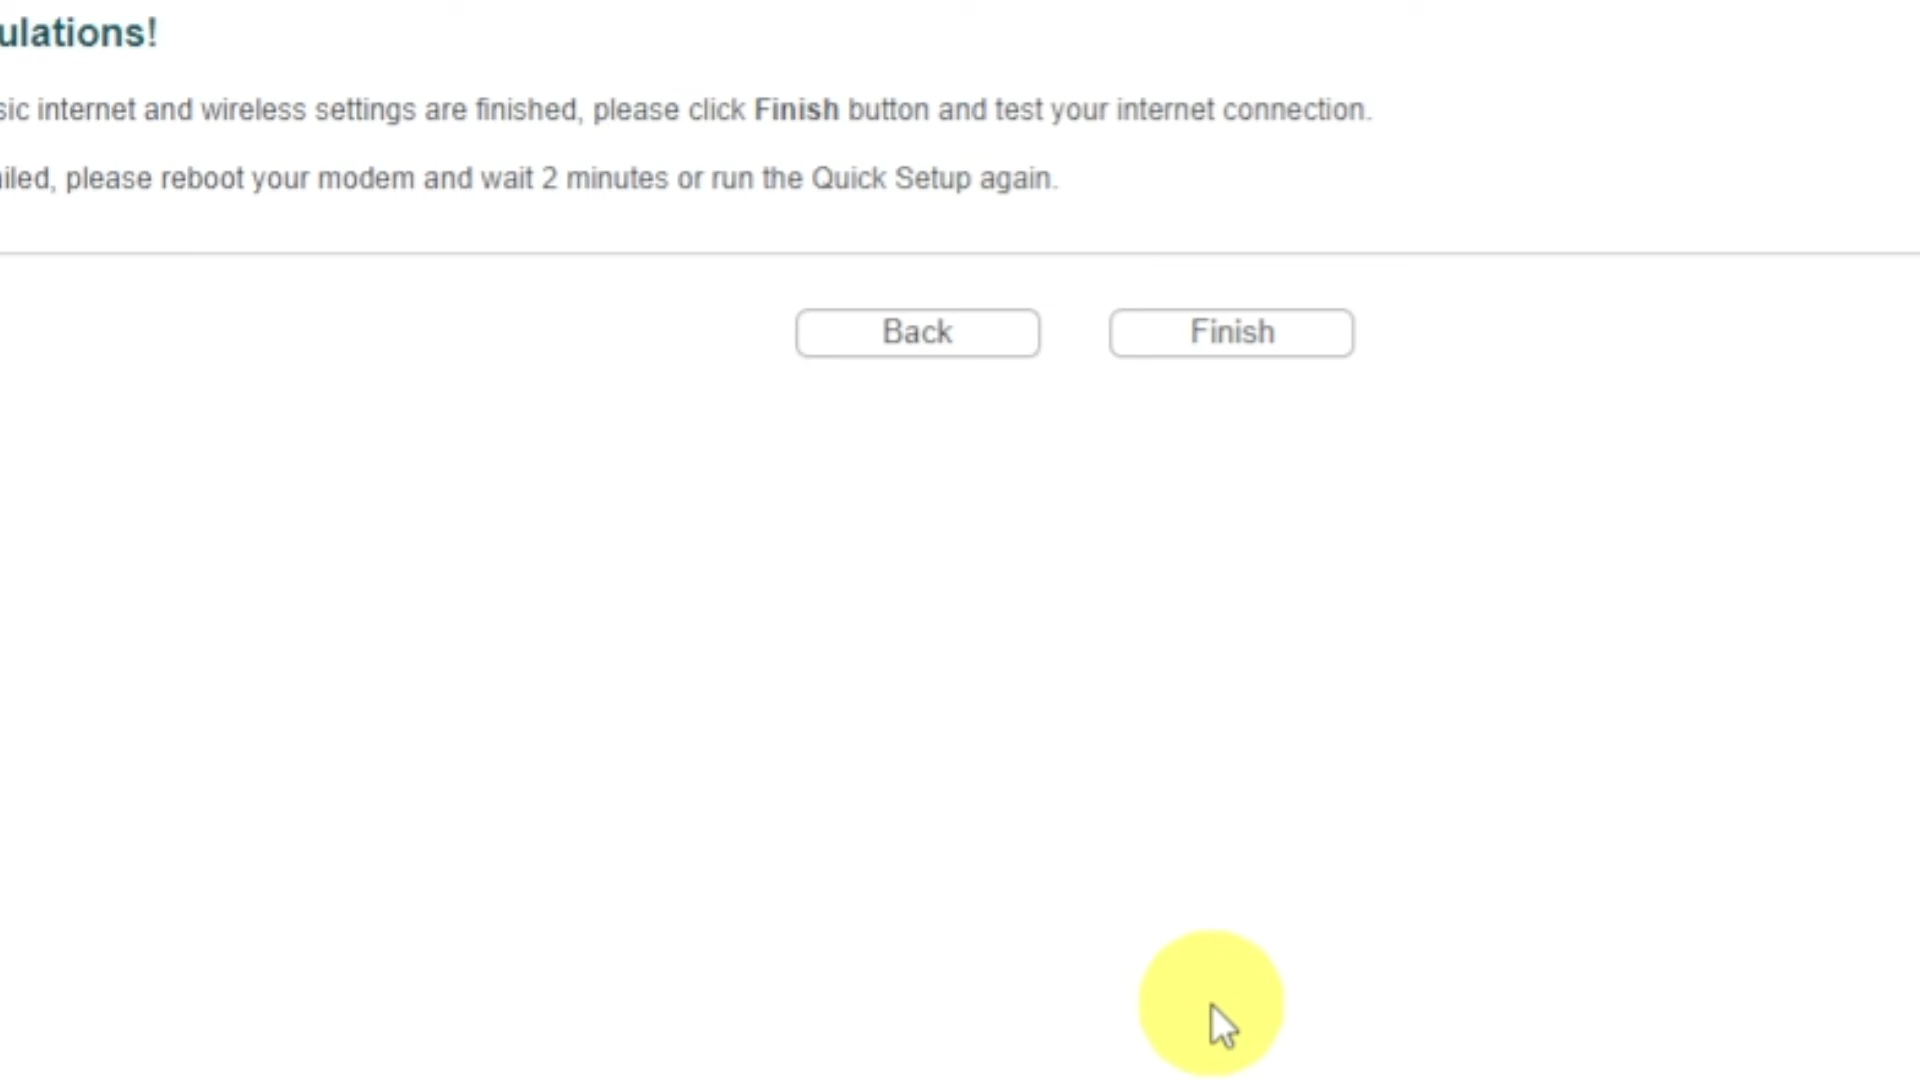 ulations!
sic internet and wireless settings are finished, please click Finish button and test your internet connection.
iled, please reboot your modem and wait 2 minutes or run the Quick Setup again.
Back Finish